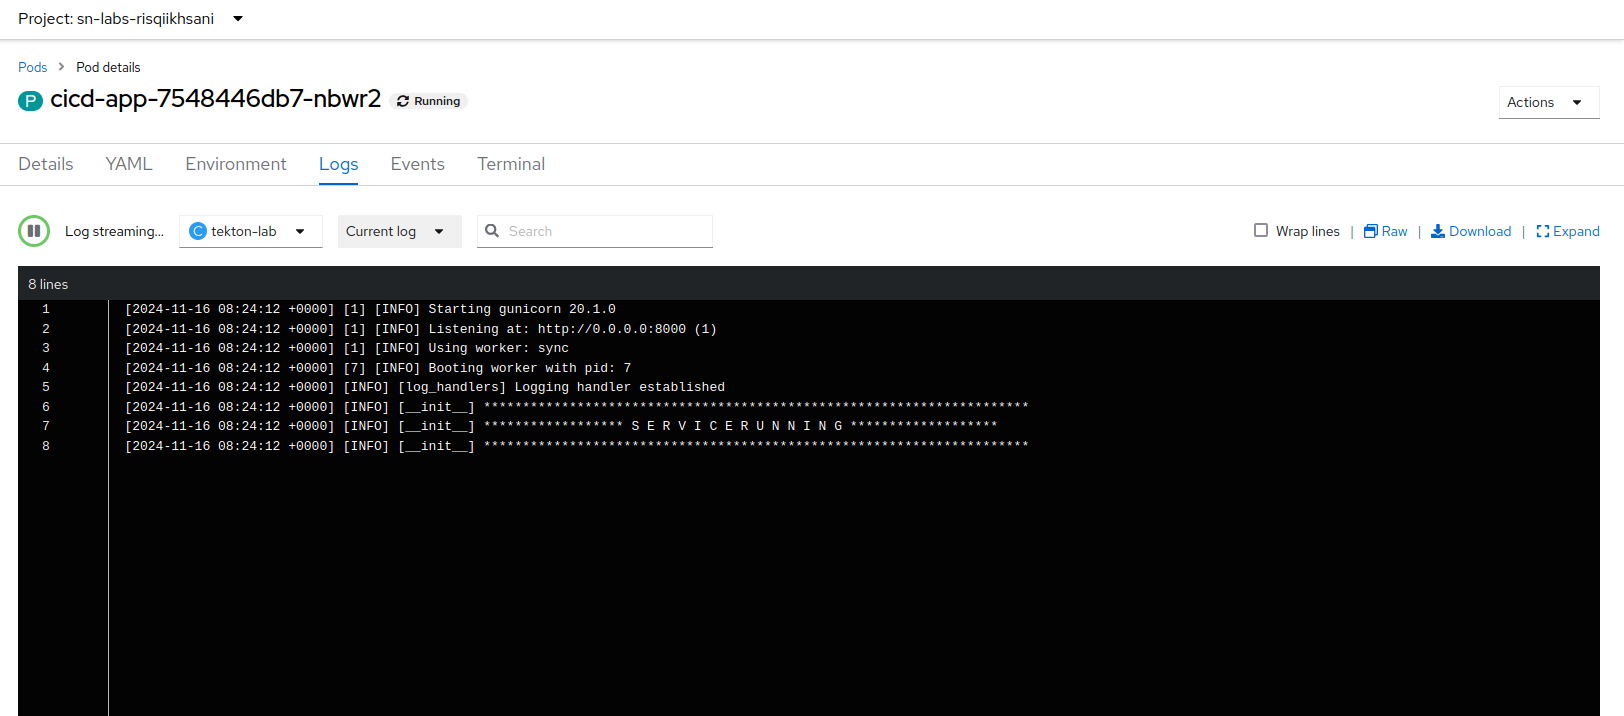 Project: sn-labs-risqiikhsani
Pods > Pod details
P cicd-app-7548446db7-nbwr2 Running
Actions
Details YAML Environment Logs Events Terminal
Log streaming... C tekton-lab Current log Search Wrap lines | Raw | Download | Expand
8 lines
1 [2024-11-16 08:24:12 +0000] [1] [INFO] Starting gunicorn 20.1.0
2 [2024-11-16 08:24:12 +0000] [1] [INFO] Listening at: http://0.0.0.0:8000 (1)
3 [2024-11-16 08:24:12 +0000] [1] [INFO] Using worker: sync
4 [2024-11-16 08:24:12 +0000] [7] [INFO] Booting worker with pid: 7
5 [2024-11-16 08:24:12 +0000] [INFO] [log_handlers] Logging handler established
6 [2024-11-16 08:24:12 +0000] [INFO] [__init__] **********************************************************************
7 [2024-11-16 08:24:12 +0000] [INFO] [__init__] ****************** S E R V I C E R U N N I N G *******************
8 [2024-11-16 08:24:12 +0000] [INFO] [__init__] **********************************************************************